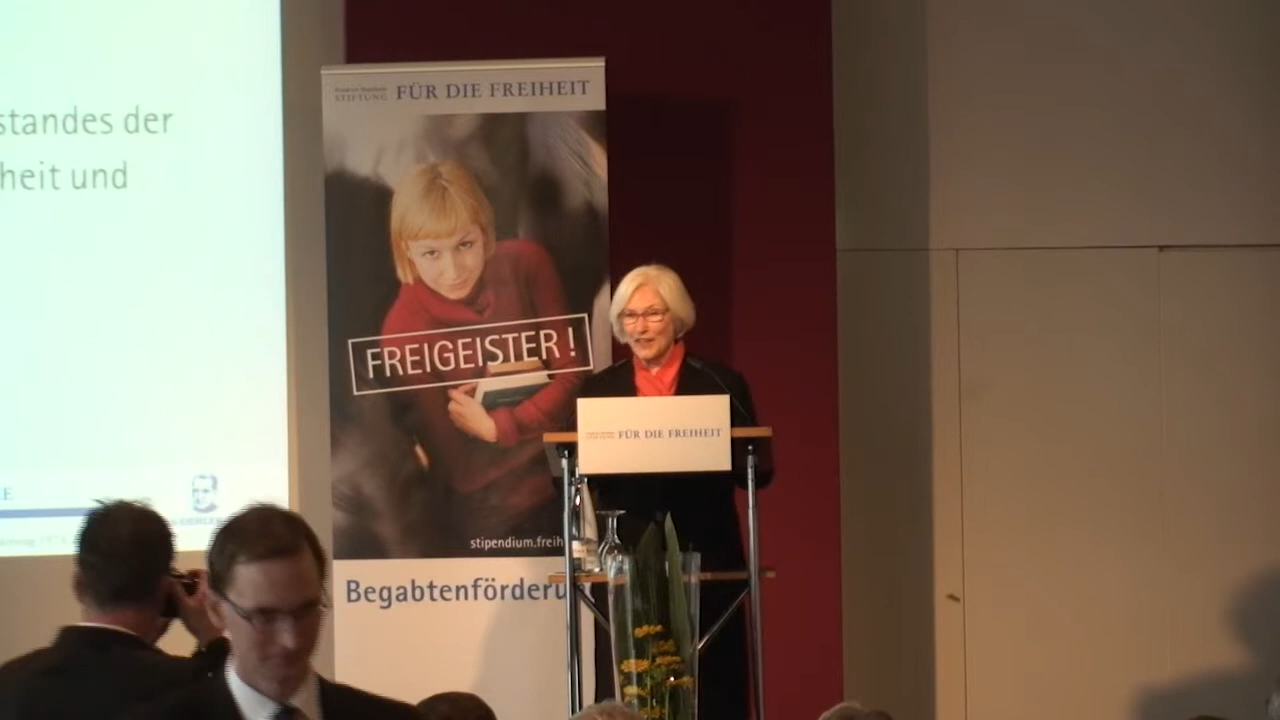 standes der
heit und
STIFTUNG FÜR DIE FREIHEIT
FREIGEISTER!
FÜR DIE FREIHEIT
stipendium.freih
Begabtenförderu